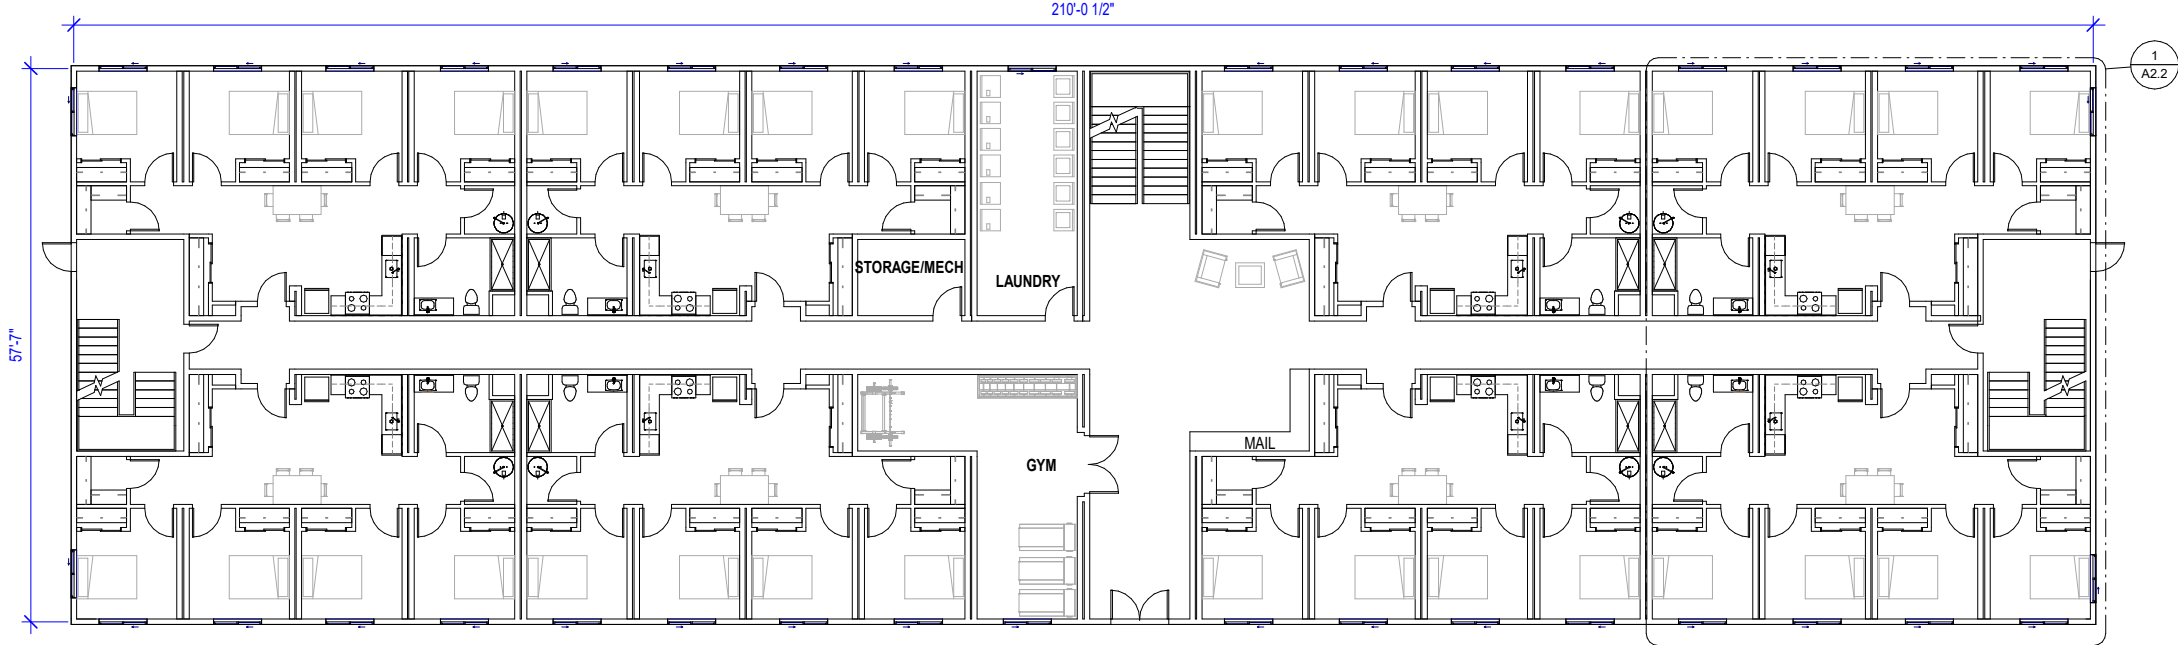 210'-0 1/2"
1
A2.2
57'-7"
STORAGE/MECH
LAUNDRY
MAIL
GYM